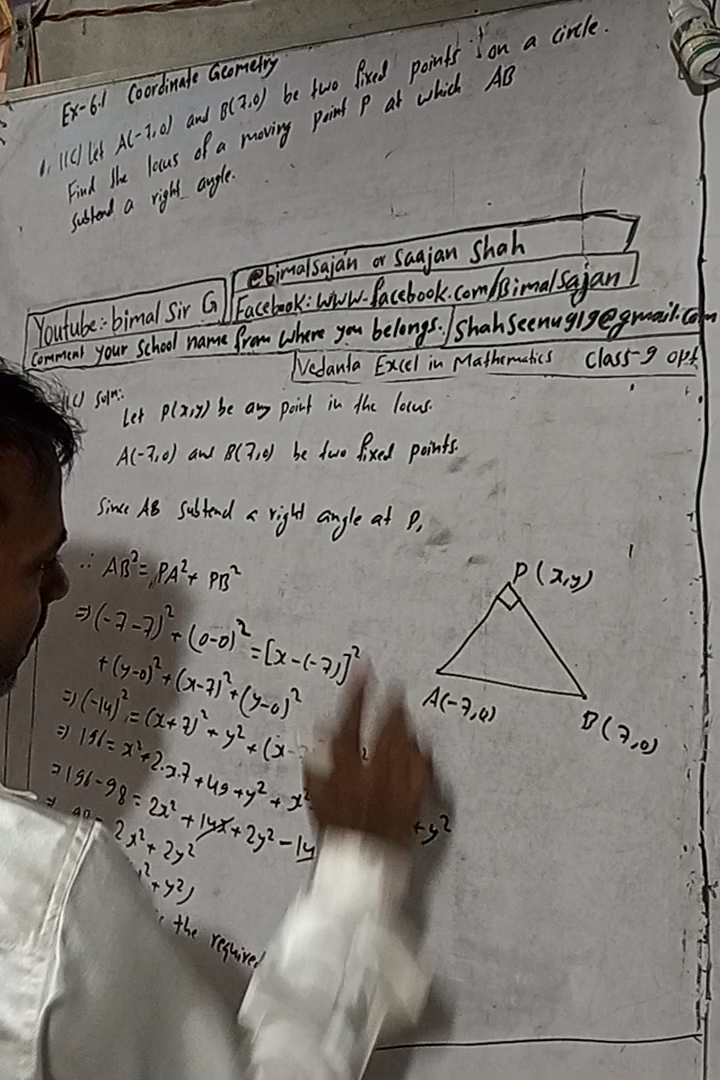 Ex-6.1 Coordinate Geometry
11(c) Let A(-7,0) and B(7,0) be two fixed points on a circle.
Find the locus of a moving point P at which AB
subtend a right angle.
@bimalsajan or Saajan Shah
Youtube:- bimal Sir G
Facebook: www.facebook.com/Bimalsajan
comment your school name from where you belongs.
shahseenu919@gmail.com
Vedanta Excel in Mathematics Class-9 opt
(c) Soln:
Let P(x,y) be any point in the locus.
A(-7,0) and B(7,0) be two fixed points.
Since AB subtend a right angle at P,
∴ AB² = PA² + PB²
⇒ (-7-7)² + (0-0)² = [x-(-7)]²
+ (y-0)² + (x-7)² + (y-0)²
⇒ (-14)² = (x+7)² + y² + (x-
⇒ 196 = x² + 2.x.7 + 49 + y² + x²
+y²
⇒ 196-98 = 2x² + 14x + 2y² - 14
2x² + 2y²
+ y²)
the required
P(x,y)
A(-7,0)
B(7,0)